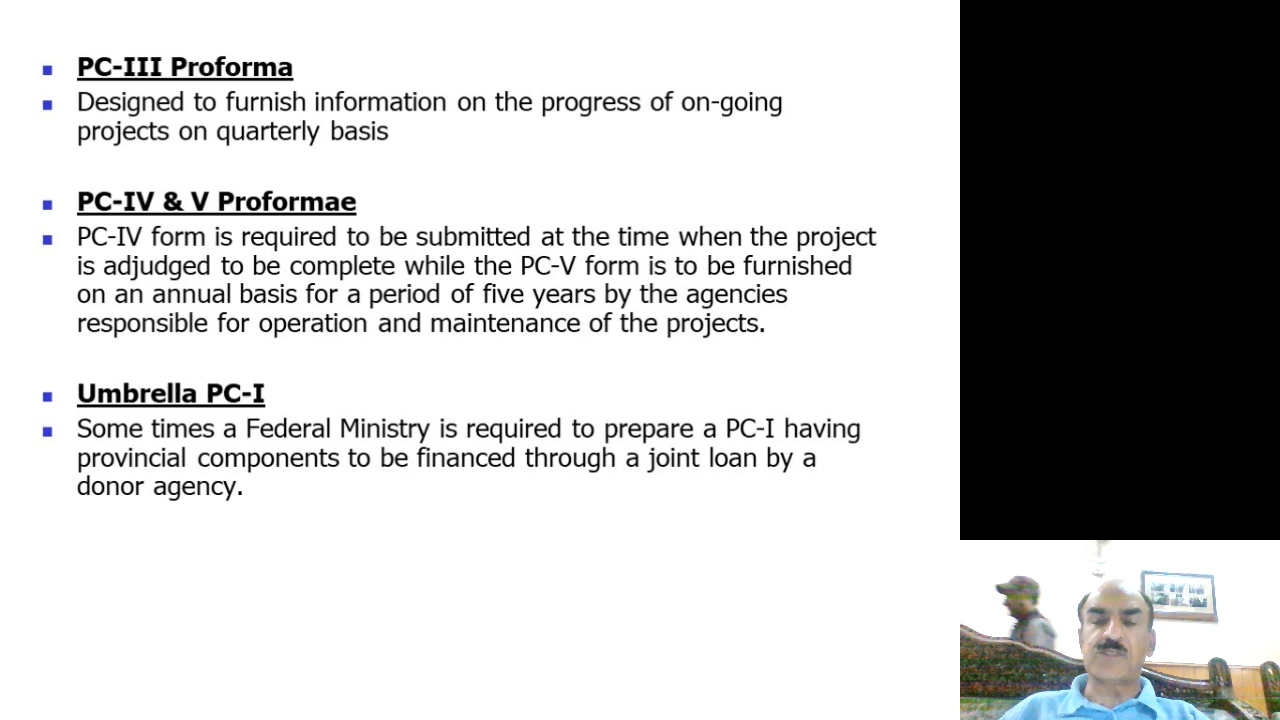 PC-III Proforma
Designed to furnish information on the progress of on-going
projects on quarterly basis
PC-IV & V Proformae
PC-IV form is required to be submitted at the time when the project
is adjudged to be complete while the PC-V form is to be furnished
on an annual basis for a period of five years by the agencies
responsible for operation and maintenance of the projects.
Umbrella PC-I
Some times a Federal Ministry is required to prepare a PC-I having
provincial components to be financed through a joint loan by a
donor agency.